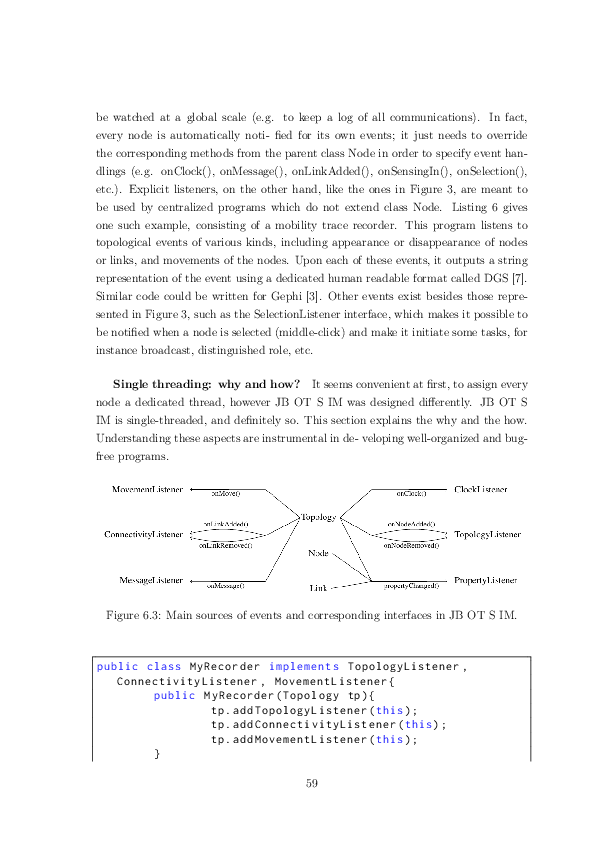 be watched at a global scale (e.g. to keep a log of all communications). In fact,
every node is automatically noti- fied for its own events; it just needs to override
the corresponding methods from the parent class Node in order to specify event han-
dlings (e.g. onClock(), onMessage(), onLinkAdded(), onSensingIn(), onSelection(),
etc.). Explicit listeners, on the other hand, like the ones in Figure 3, are meant to
be used by centralized programs which do not extend class Node. Listing 6 gives
one such example, consisting of a mobility trace recorder. This program listens to
topological events of various kinds, including appearance or disappearance of nodes
or links, and movements of the nodes. Upon each of these events, it outputs a string
representation of the event using a dedicated human readable format called DGS [7].
Similar code could be written for Gephi [3]. Other events exist besides those repre-
sented in Figure 3, such as the SelectionListener interface, which makes it possible to
be notified when a node is selected (middle-click) and make it initiate some tasks, for
instance broadcast, distinguished role, etc.
Single threading: why and how? It seems convenient at first, to assign every
node a dedicated thread, however JB OT S IM was designed differently. JB OT S
IM is single-threaded, and definitely so. This section explains the why and the how.
Understanding these aspects are instrumental in de- veloping well-organized and bug-
free programs.
MovementListener onMove() onClock() ClockListener
Topology
ConnectivityListener onLinkAdded() onLinkRemoved() onNodeAdded() onNodeRemoved() TopologyListener
Node
MessageListener onMessage() propertyChanged() PropertyListener
Link
Figure 6.3: Main sources of events and corresponding interfaces in JB OT S IM.
public class MyRecorder implements TopologyListener,
ConnectivityListener, MovementListener{
public MyRecorder(Topology tp){
tp.addTopologyListener(this);
tp.addConnectivityListener(this);
tp.addMovementListener(this);
}
59